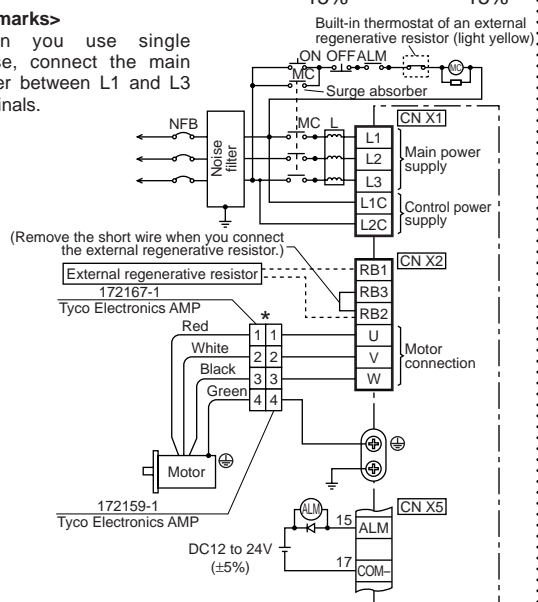 marks>
n you use single
se, connect the main
er between L1 and L3
inals.
Built-in thermostat of an external
regenerative resistor (light yellow)
ON OFF ALM
MC
MC
Surge absorber
NFB
Noise filter
MC L
CN X1
L1
L2
L3
Main power
supply
L1C
L2C
Control power
supply
(Remove the short wire when you connect
the external regenerative resistor.)
External regenerative resistor
CN X2
RB1
RB3
RB2
172167-1
Tyco Electronics AMP
*
Red
White
Black
Green
1 1
2 2
3 3
4 4
U
V
W
Motor
connection
Motor
172159-1
Tyco Electronics AMP
CN X5
ALM
15 ALM
DC12 to 24V
(±5%)
17 COM–